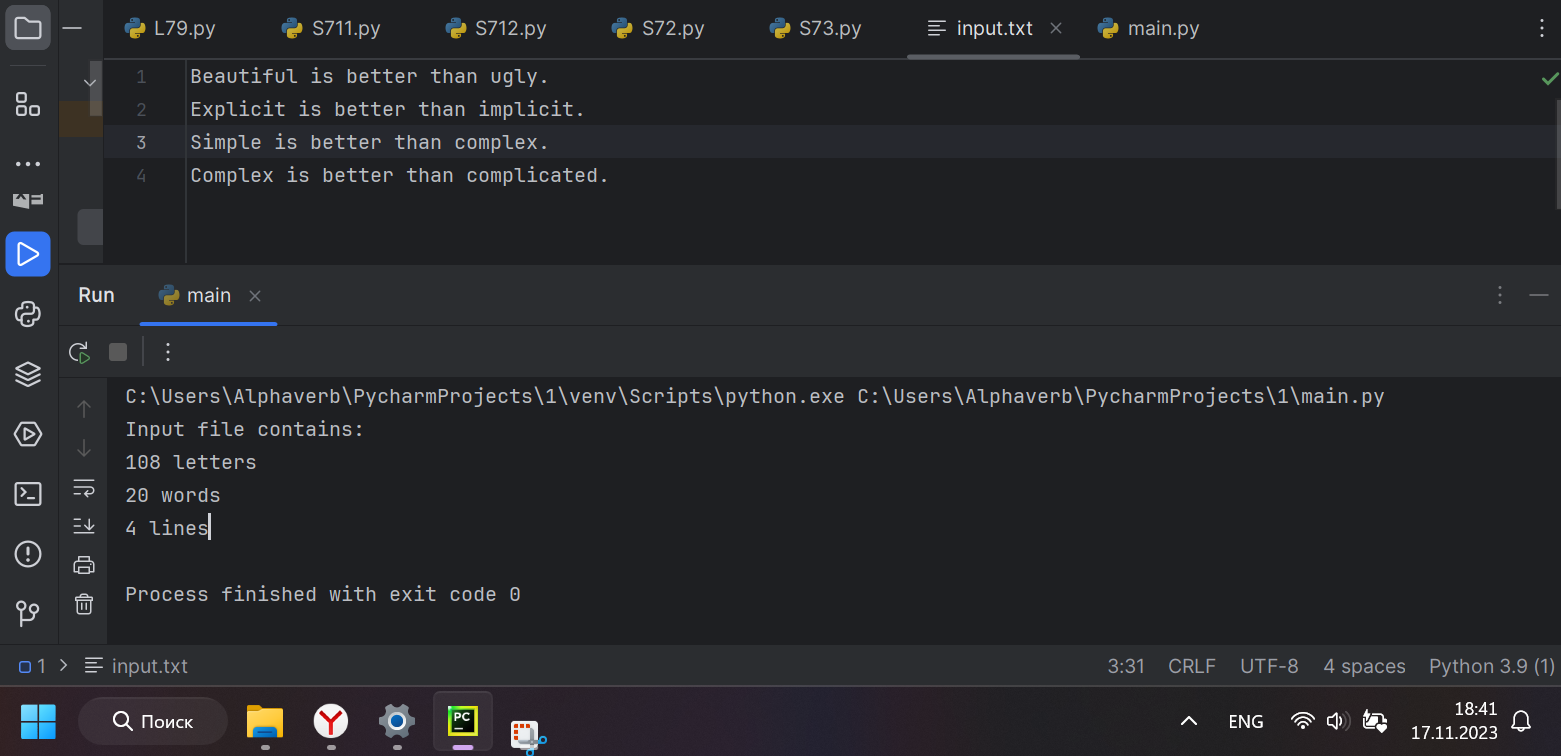 L79.py S711.py S712.py S72.py S73.py input.txt main.py
1 Beautiful is better than ugly.
2 Explicit is better than implicit.
3 Simple is better than complex.
4 Complex is better than complicated.
Run main
C:\Users\Alphaverb\PycharmProjects\1\venv\Scripts\python.exe C:\Users\Alphaverb\PycharmProjects\1\main.py
Input file contains:
108 letters
20 words
4 lines
Process finished with exit code 0
1 input.txt 3:31 CRLF UTF-8 4 spaces Python 3.9 (1)
Поиск PC ENG 18:41
17.11.2023